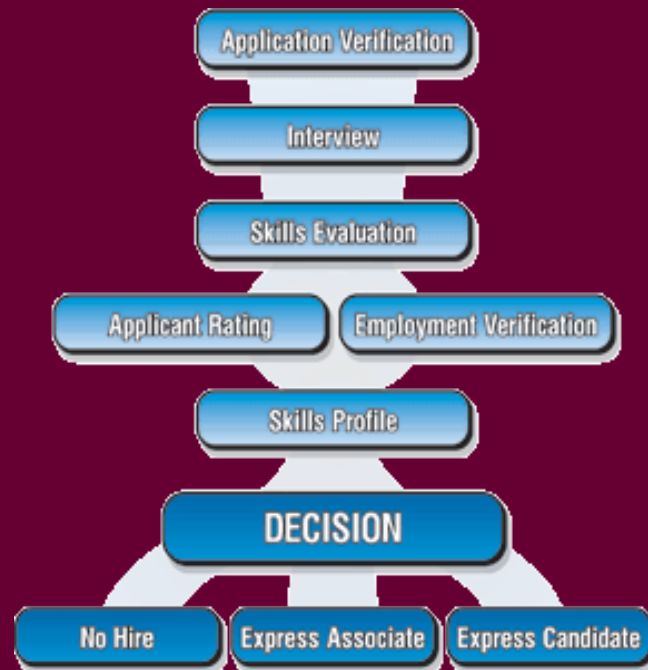 Application Verification
Interview
Skills Evaluation
Applicant Rating
Employment Verification
Skills Profile
DECISION
No Hire
Express Associate
Express Candidate